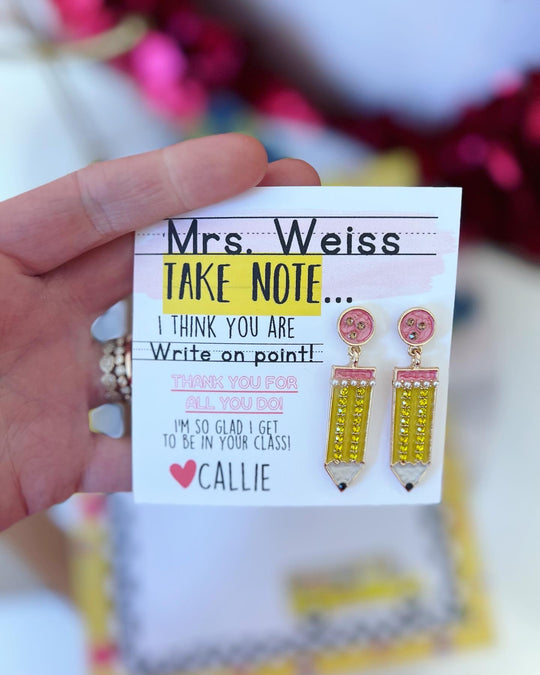 Mrs. Weiss
TAKE NOTE...
I THINK YOU ARE
Write on point!
THANK YOU FOR
ALL YOU DO!
I'M SO GLAD I GET
TO BE IN YOUR CLASS!
CALLIE